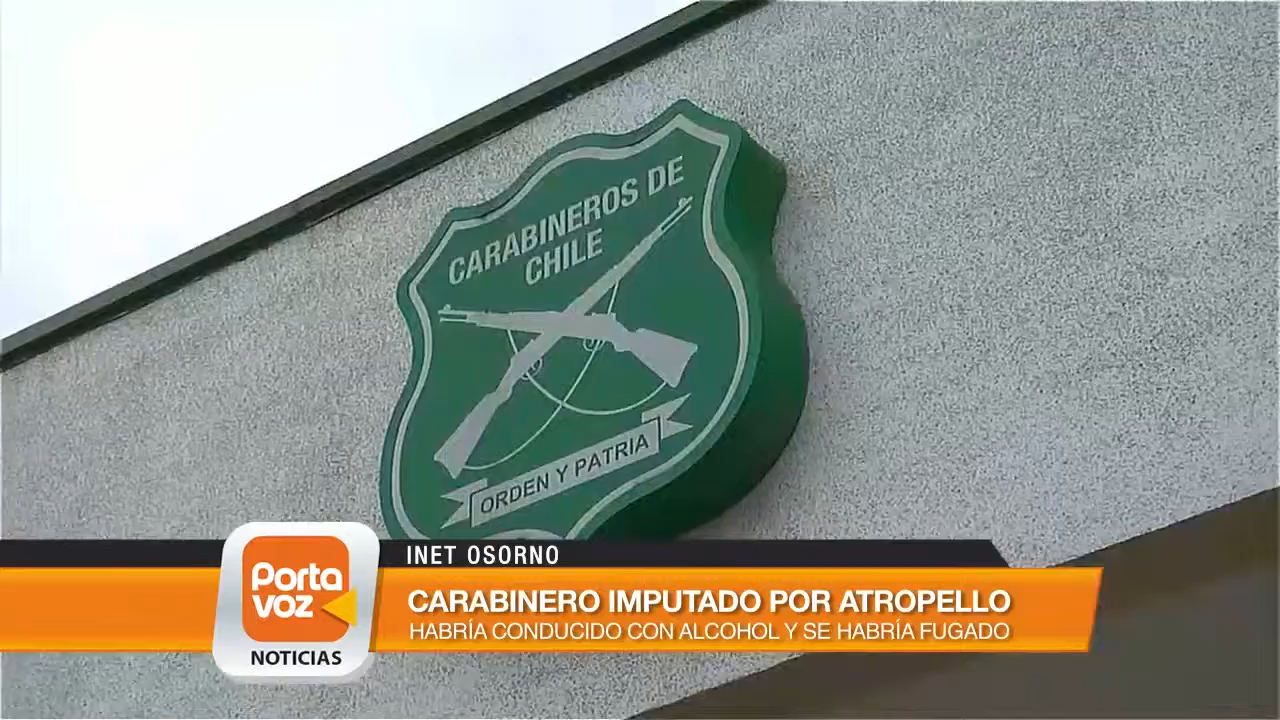 CARABINEROS DE
CHILE
ORDEN Y PATRIA
INET OSORNO
Porta
voz
NOTICIAS
CARABINERO IMPUTADO POR ATROPELLO
HABRÍA CONDUCIDO CON ALCOHOL Y SE HABRÍA FUGADO